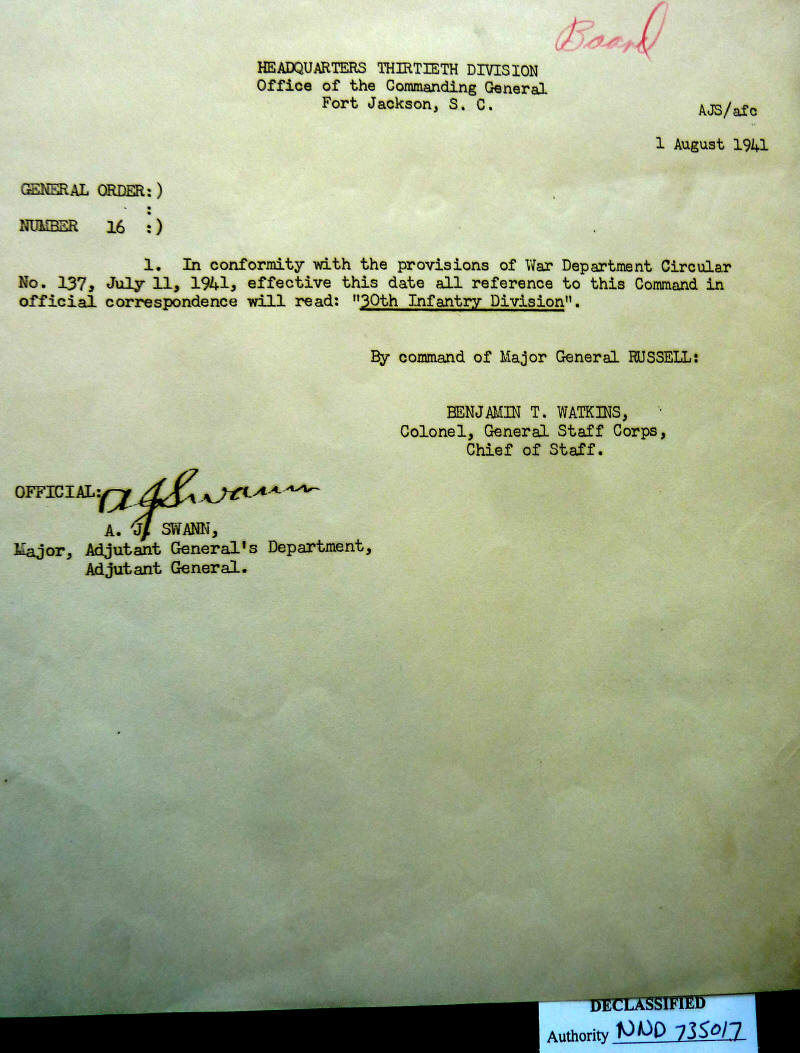 Board
HEADQUARTERS THIRTIETH DIVISION
Office of the Commanding General
Fort Jackson, S. C.
AJS/afc
1 August 1941
GENERAL ORDER:)
:
NUMBER 16 :)
1. In conformity with the provisions of War Department Circular
No. 137, July 11, 1941, effective this date all reference to this Command in
official correspondence will read: "30th Infantry Division".
By command of Major General RUSSELL:
BENJAMIN T. WATKINS,
Colonel, General Staff Corps,
Chief of Staff.
OFFICIAL: A J Swann
A. J. SWANN,
Major, Adjutant General's Department,
Adjutant General.
DECLASSIFIED
Authority NND 735017